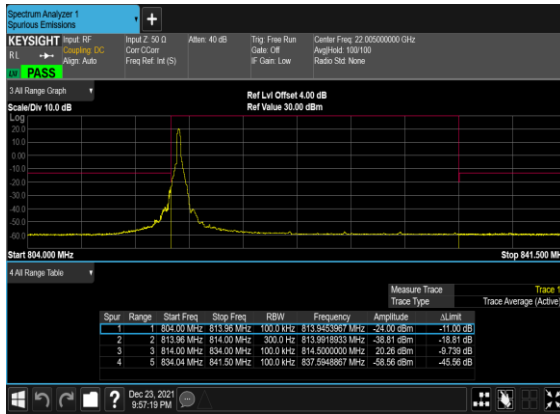 Spectrum Analyzer 1
Spurious Emissions
KEYSIGHT Input: RF Input Z: 50 Ω Atten: 40 dB Trig: Free Run Center Freq: 22.005000000 GHz
RL Coupling: DC Corr CCorr Gate: Off Avg|Hold: 100/100
Align: Auto Freq Ref: Int (S) IF Gain: Low Radio Std: None
LXI PASS
3 All Range Graph
Ref Lvl Offset 4.00 dB
Scale/Div 10.0 dB Ref Value 30.00 dBm
Log
20.0
10.0
0.00
-10.0
-20.0
-30.0
-40.0
-50.0
-60.0
Start 804.000 MHz Stop 841.500 MHz
4 All Range Table
Measure Trace Trace 1
Trace Type Trace Average (Active)
Spur Range Start Freq Stop Freq RBW Frequency Amplitude ΔLimit
1 1 804.00 MHz 813.96 MHz 100.0 kHz 813.9453967 MHz -24.00 dBm -11.00 dB
2 2 813.96 MHz 814.00 MHz 300.0 Hz 813.9918933 MHz -38.81 dBm -18.81 dB
3 3 814.00 MHz 834.00 MHz 100.0 kHz 814.5000000 MHz 20.26 dBm -9.739 dB
4 5 834.04 MHz 841.50 MHz 100.0 kHz 837.5948867 MHz -58.56 dBm -45.56 dB
Dec 23, 2021
9:57:19 PM